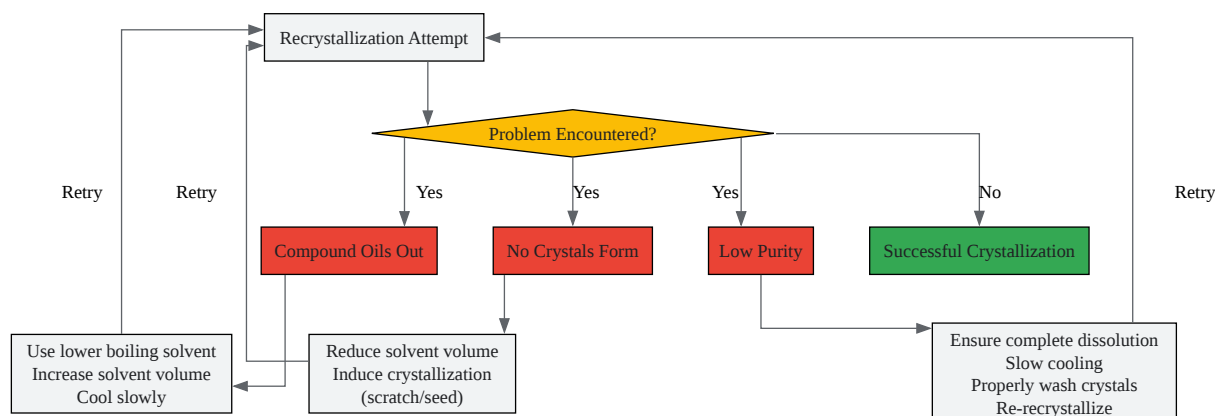 Recrystallization Attempt
Problem Encountered?
Retry
Retry
Yes
Yes
Yes
No
Retry
Compound Oils Out
No Crystals Form
Low Purity
Successful Crystallization
Use lower boiling solvent
Increase solvent volume
Cool slowly
Reduce solvent volume
Induce crystallization
(scratch/seed)
Ensure complete dissolution
Slow cooling
Properly wash crystals
Re-recrystallize